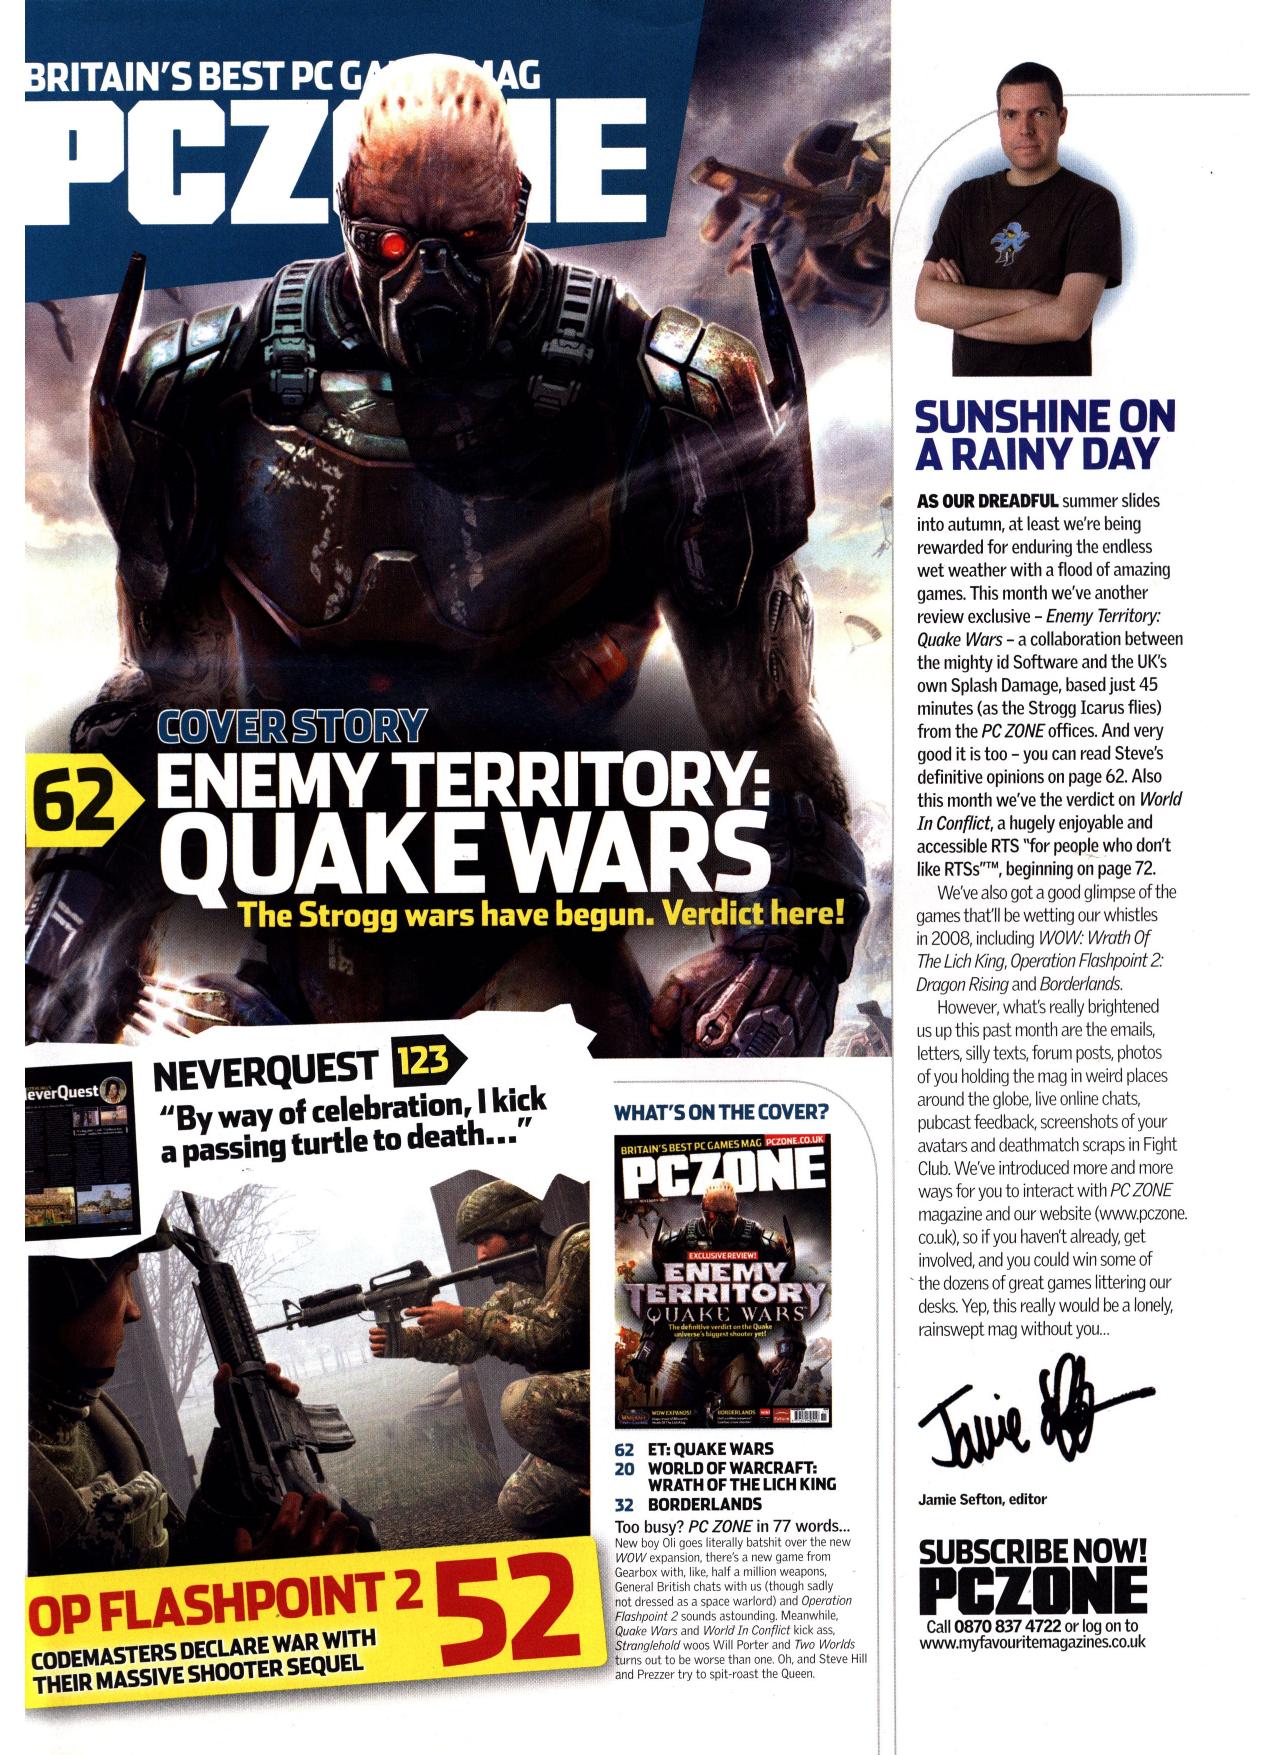 BRITAIN'S BEST PC GA MAG
PCZONE
COVER STORY
62
ENEMY TERRITORY:
QUAKE WARS
The Strogg wars have begun. Verdict here!
NEVERQUEST 123
"By way of celebration, I kick
a passing turtle to death..."
everQuest
OP FLASHPOINT 2 52
CODEMASTERS DECLARE WAR WITH
THEIR MASSIVE SHOOTER SEQUEL
WHAT'S ON THE COVER?
BRITAIN'S BEST PC GAMES MAG PCZONE.CO.UK
PCZONE
EXCLUSIVE REVIEW!
ENEMY
TERRITORY
QUAKE WARS
The definitive verdict on the Quake
universe's biggest shooter yet!
WOW EXPANDS!
BORDERLANDS
62 ET: QUAKE WARS
20 WORLD OF WARCRAFT:
WRATH OF THE LICH KING
32 BORDERLANDS
Too busy? PC ZONE in 77 words...
New boy Oli goes literally batshit over the new
WOW expansion, there's a new game from
Gearbox with, like, half a million weapons,
General British chats with us (though sadly
not dressed as a space warlord) and Operation
Flashpoint 2 sounds astounding. Meanwhile,
Quake Wars and World In Conflict kick ass,
Stranglehold woos Will Porter and Two Worlds
turns out to be worse than one. Oh, and Steve Hill
and Prezzer try to spit-roast the Queen.
SUNSHINE ON
A RAINY DAY
AS OUR DREADFUL summer slides
into autumn, at least we're being
rewarded for enduring the endless
wet weather with a flood of amazing
games. This month we've another
review exclusive – Enemy Territory:
Quake Wars – a collaboration between
the mighty id Software and the UK's
own Splash Damage, based just 45
minutes (as the Strogg Icarus flies)
from the PC ZONE offices. And very
good it is too – you can read Steve's
definitive opinions on page 62. Also
this month we've the verdict on World
In Conflict, a hugely enjoyable and
accessible RTS "for people who don't
like RTSs"™, beginning on page 72.
We've also got a good glimpse of the
games that'll be wetting our whistles
in 2008, including WOW: Wrath Of
The Lich King, Operation Flashpoint 2:
Dragon Rising and Borderlands.
However, what's really brightened
us up this past month are the emails,
letters, silly texts, forum posts, photos
of you holding the mag in weird places
around the globe, live online chats,
pubcast feedback, screenshots of your
avatars and deathmatch scraps in Fight
Club. We've introduced more and more
ways for you to interact with PC ZONE
magazine and our website (www.pczone.
co.uk), so if you haven't already, get
involved, and you could win some of
the dozens of great games littering our
desks. Yep, this really would be a lonely,
rainswept mag without you...
Jamie
Jamie Sefton, editor
SUBSCRIBE NOW!
PCZONE
Call 0870 837 4722 or log on to
www.myfavouritemagazines.co.uk